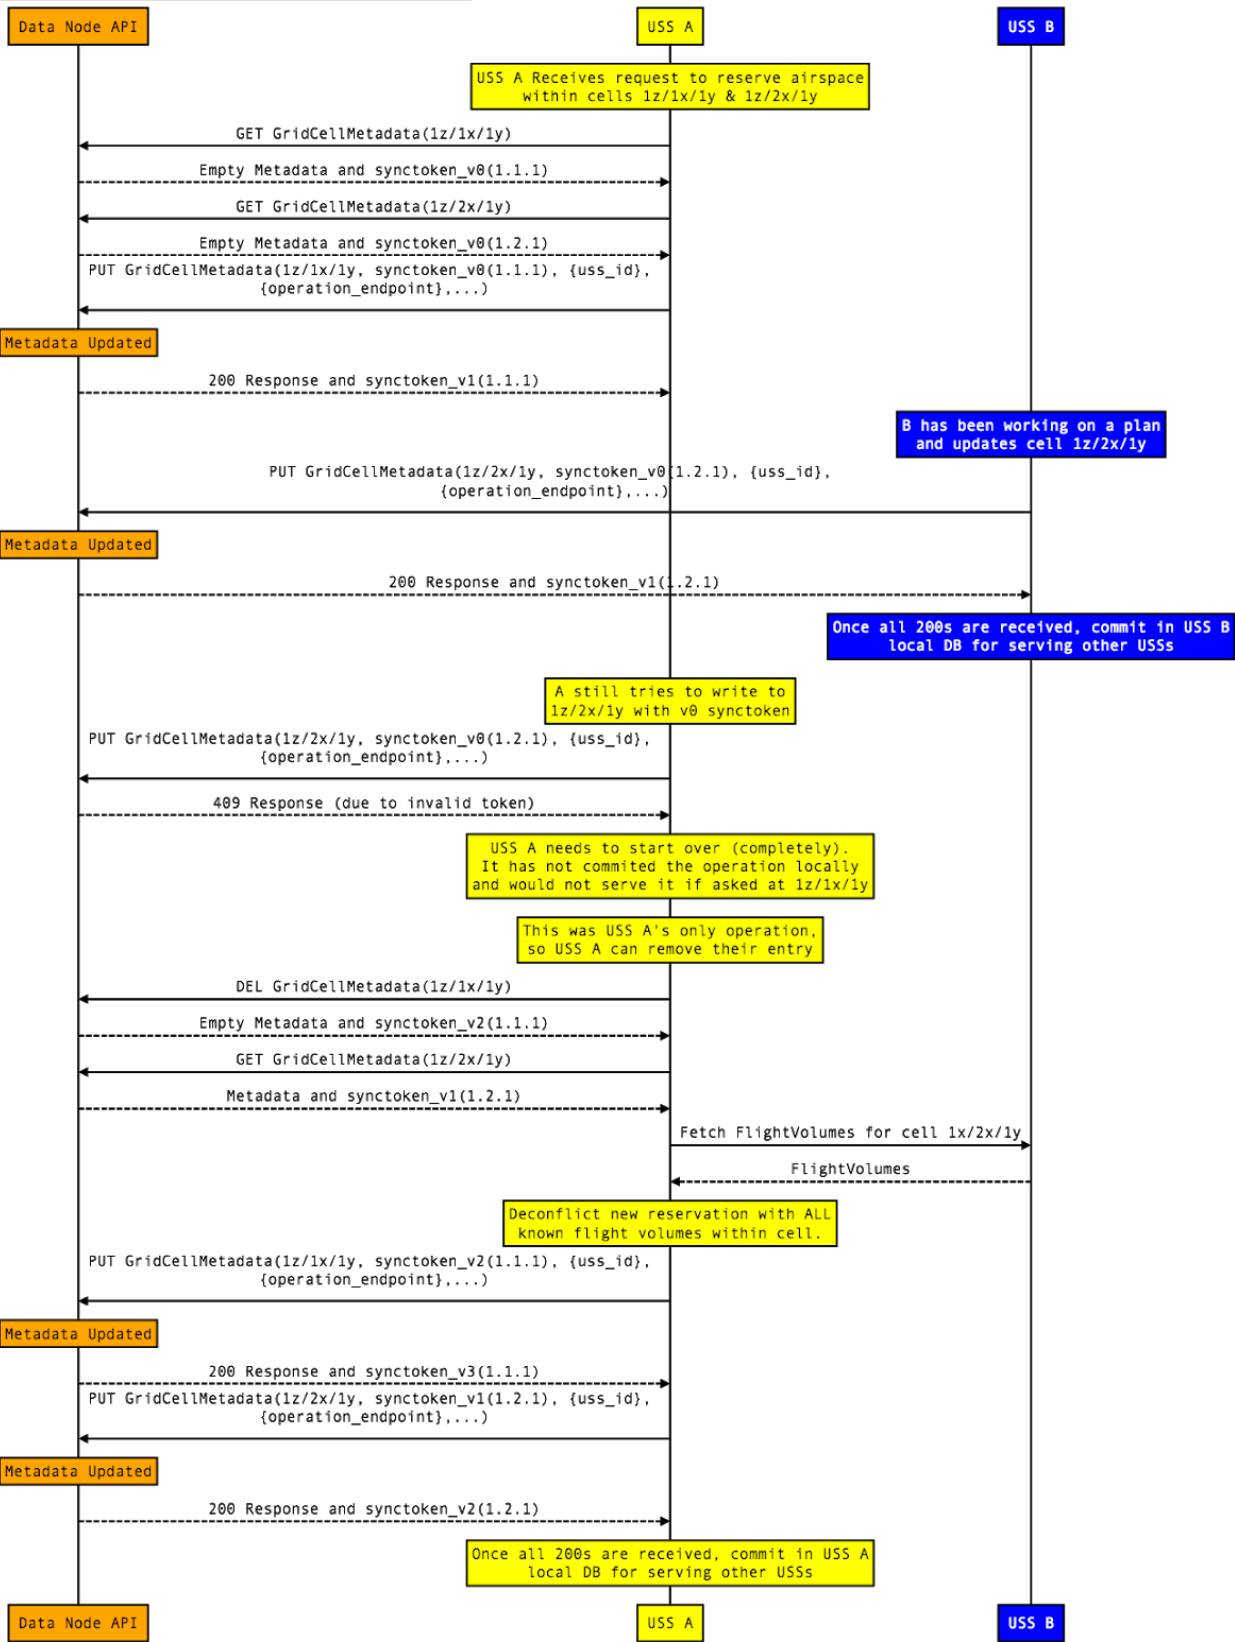 Data Node API
USS A
USS B
USS A Receives request to reserve airspace
within cells 1z/1x/1y & 1z/2x/1y
GET GridCellMetadata(1z/1x/1y)
Empty Metadata and synctoken_v0(1.1.1)
GET GridCellMetadata(1z/2x/1y)
Empty Metadata and synctoken_v0(1.2.1)
PUT GridCellMetadata(1z/1x/1y, synctoken_v0(1.1.1), {uss_id},
{operation_endpoint},...)
Metadata Updated
200 Response and synctoken_v1(1.1.1)
B has been working on a plan
and updates cell 1z/2x/1y
PUT GridCellMetadata(1z/2x/1y, synctoken_v0(1.2.1), {uss_id},
{operation_endpoint},...)
Metadata Updated
200 Response and synctoken_v1(1.2.1)
Once all 200s are received, commit in USS B
local DB for serving other USSs
A still tries to write to
1z/2x/1y with v0 synctoken
PUT GridCellMetadata(1z/2x/1y, synctoken_v0(1.2.1), {uss_id},
{operation_endpoint},...)
409 Response (due to invalid token)
USS A needs to start over (completely).
It has not commited the operation locally
and would not serve it if asked at 1z/1x/1y
This was USS A's only operation,
so USS A can remove their entry
DEL GridCellMetadata(1z/1x/1y)
Empty Metadata and synctoken_v2(1.1.1)
GET GridCellMetadata(1z/2x/1y)
Metadata and synctoken_v1(1.2.1)
Fetch FlightVolumes for cell 1x/2x/1y
FlightVolumes
Deconflict new reservation with ALL
known flight volumes within cell.
PUT GridCellMetadata(1z/1x/1y, synctoken_v2(1.1.1), {uss_id},
{operation_endpoint},...)
Metadata Updated
200 Response and synctoken_v3(1.1.1)
PUT GridCellMetadata(1z/2x/1y, synctoken_v1(1.2.1), {uss_id},
{operation_endpoint},...)
Metadata Updated
200 Response and synctoken_v2(1.2.1)
Once all 200s are received, commit in USS A
local DB for serving other USSs
Data Node API
USS A
USS B